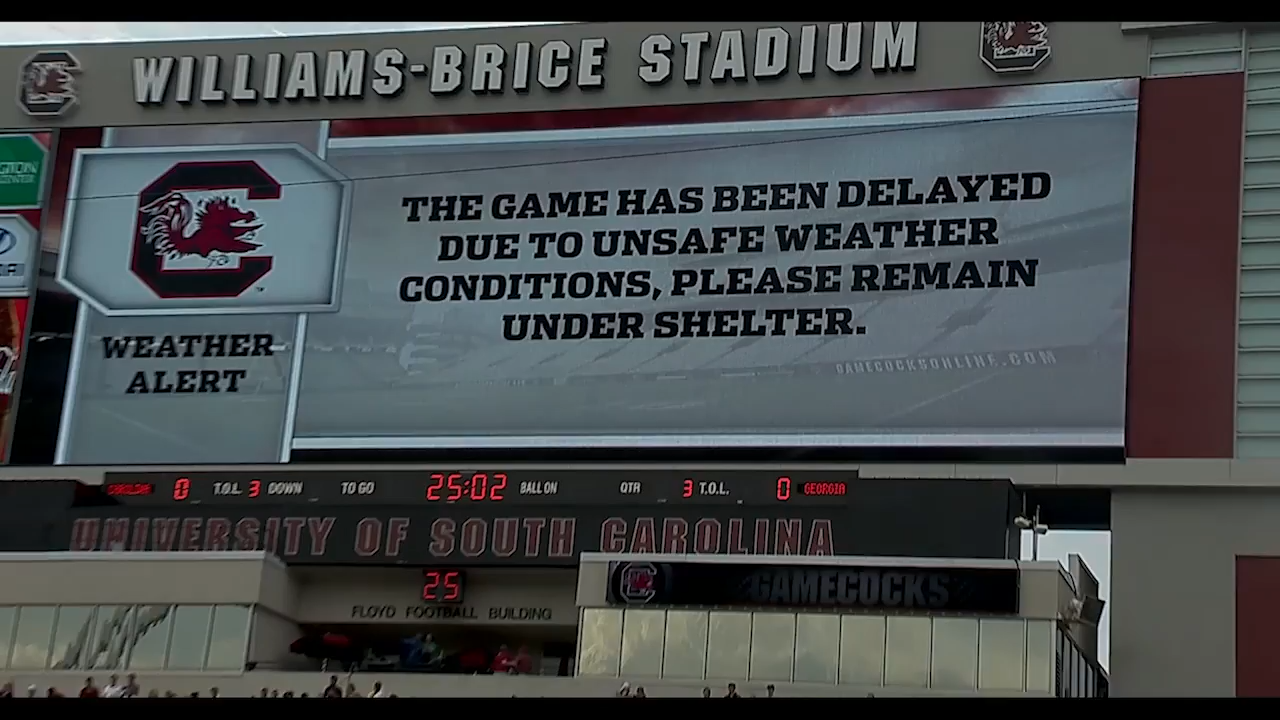 WILLIAMS-BRICE STADIUM
THE GAME HAS BEEN DELAYED
DUE TO UNSAFE WEATHER
CONDITIONS, PLEASE REMAIN
UNDER SHELTER.
WEATHER
ALERT
GAMECOCKSONLINE.COM
CAROLINA 0 T.O.L. 3 DOWN TO GO 25:02 BALL ON QTR 3 T.O.L. 0 GEORGIA
UNIVERSITY OF SOUTH CAROLINA
25
GAMECOCKS
FLOYD FOOTBALL BUILDING